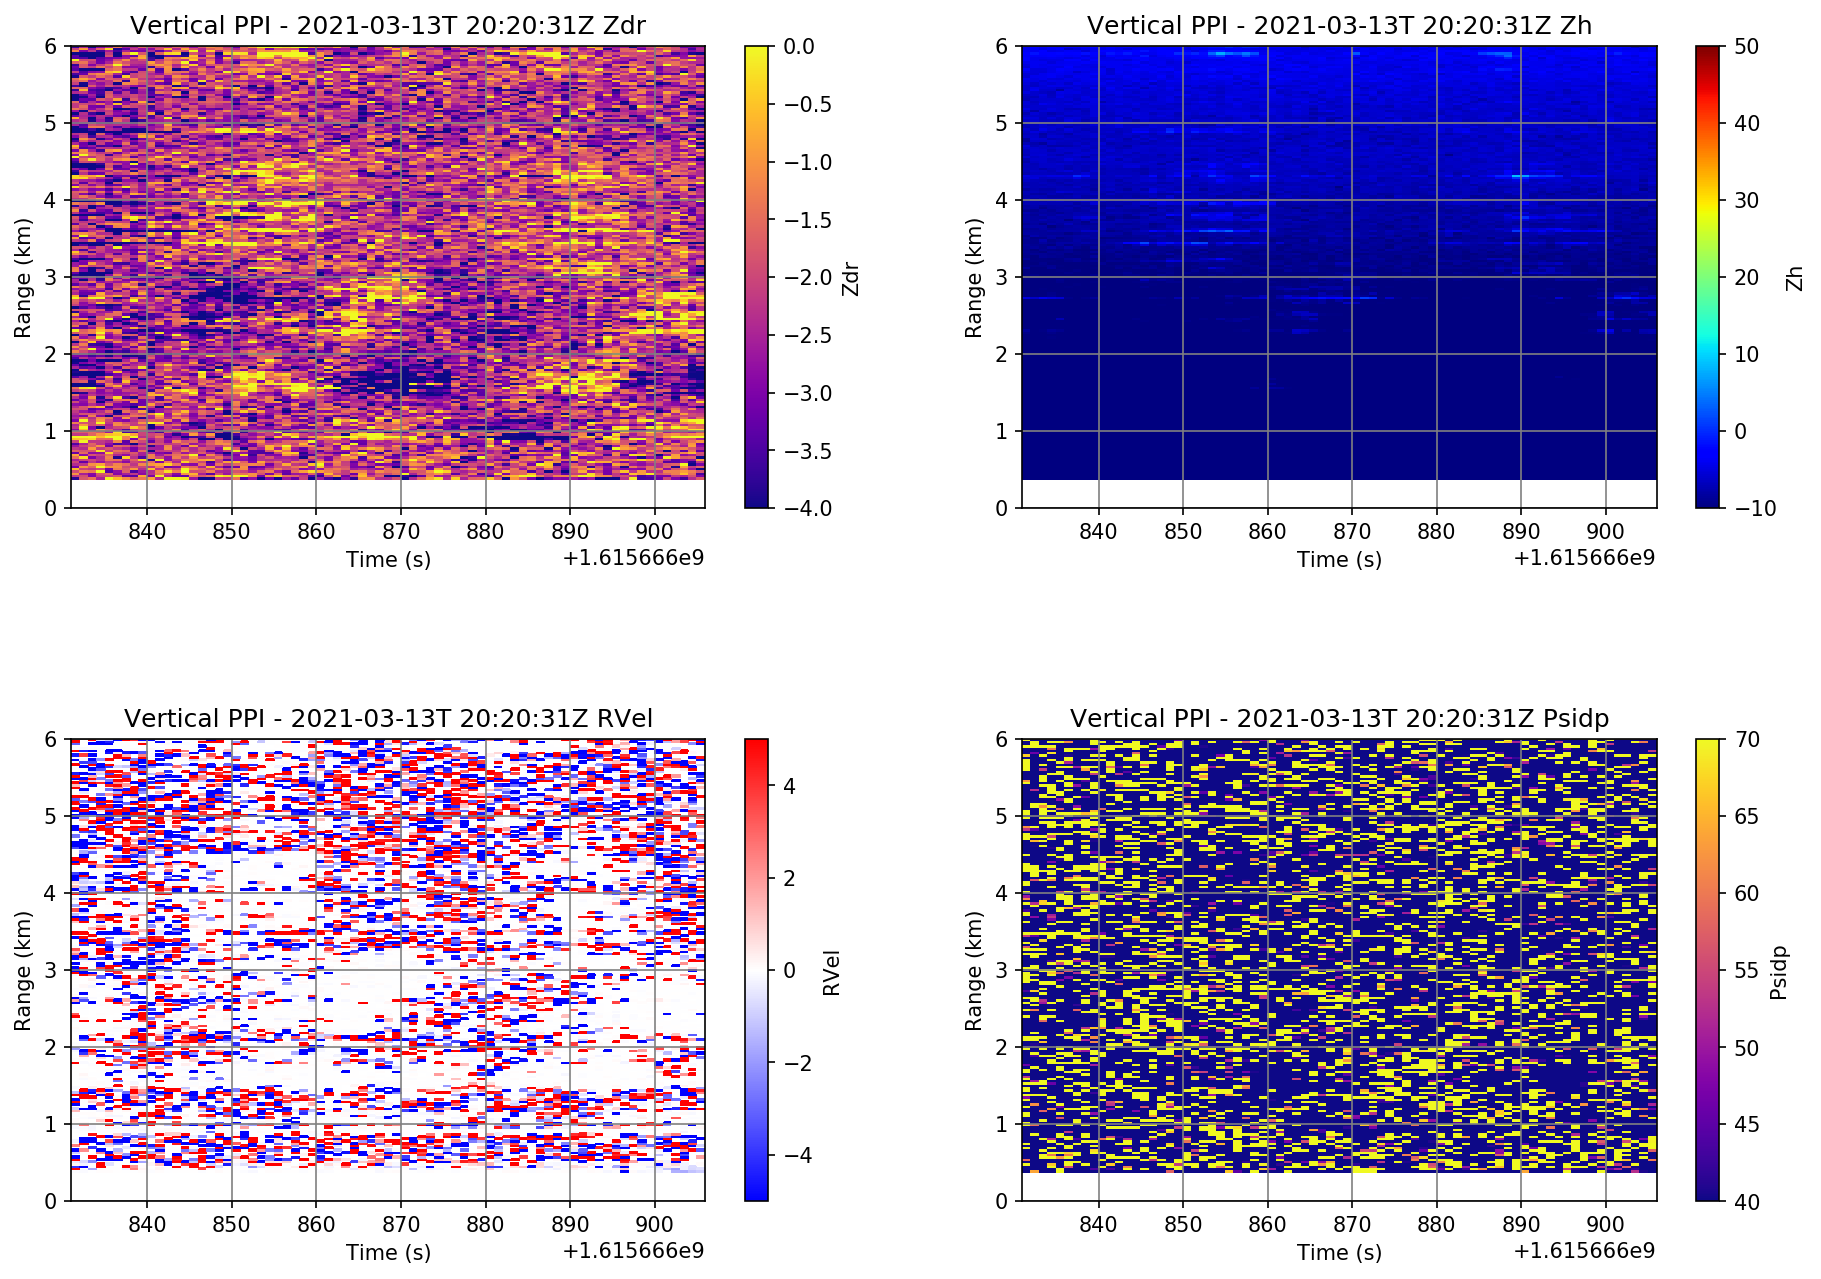 Vertical PPI - 2021-03-13T 20:20:31Z Zdr
6
5
4
3
2
1
0
Range (km)
840 850 860 870 880 890 900
Time (s)
+1.615666e9
0.0
−0.5
−1.0
−1.5
−2.0
−2.5
−3.0
−3.5
−4.0
Zdr
Vertical PPI - 2021-03-13T 20:20:31Z Zh
6
5
4
3
2
1
0
Range (km)
840 850 860 870 880 890 900
Time (s)
+1.615666e9
50
40
30
20
10
0
−10
Zh
Vertical PPI - 2021-03-13T 20:20:31Z RVel
6
5
4
3
2
1
0
Range (km)
840 850 860 870 880 890 900
Time (s)
+1.615666e9
4
2
0
−2
−4
RVel
Vertical PPI - 2021-03-13T 20:20:31Z Psidp
6
5
4
3
2
1
0
Range (km)
840 850 860 870 880 890 900
Time (s)
+1.615666e9
70
65
60
55
50
45
40
Psidp